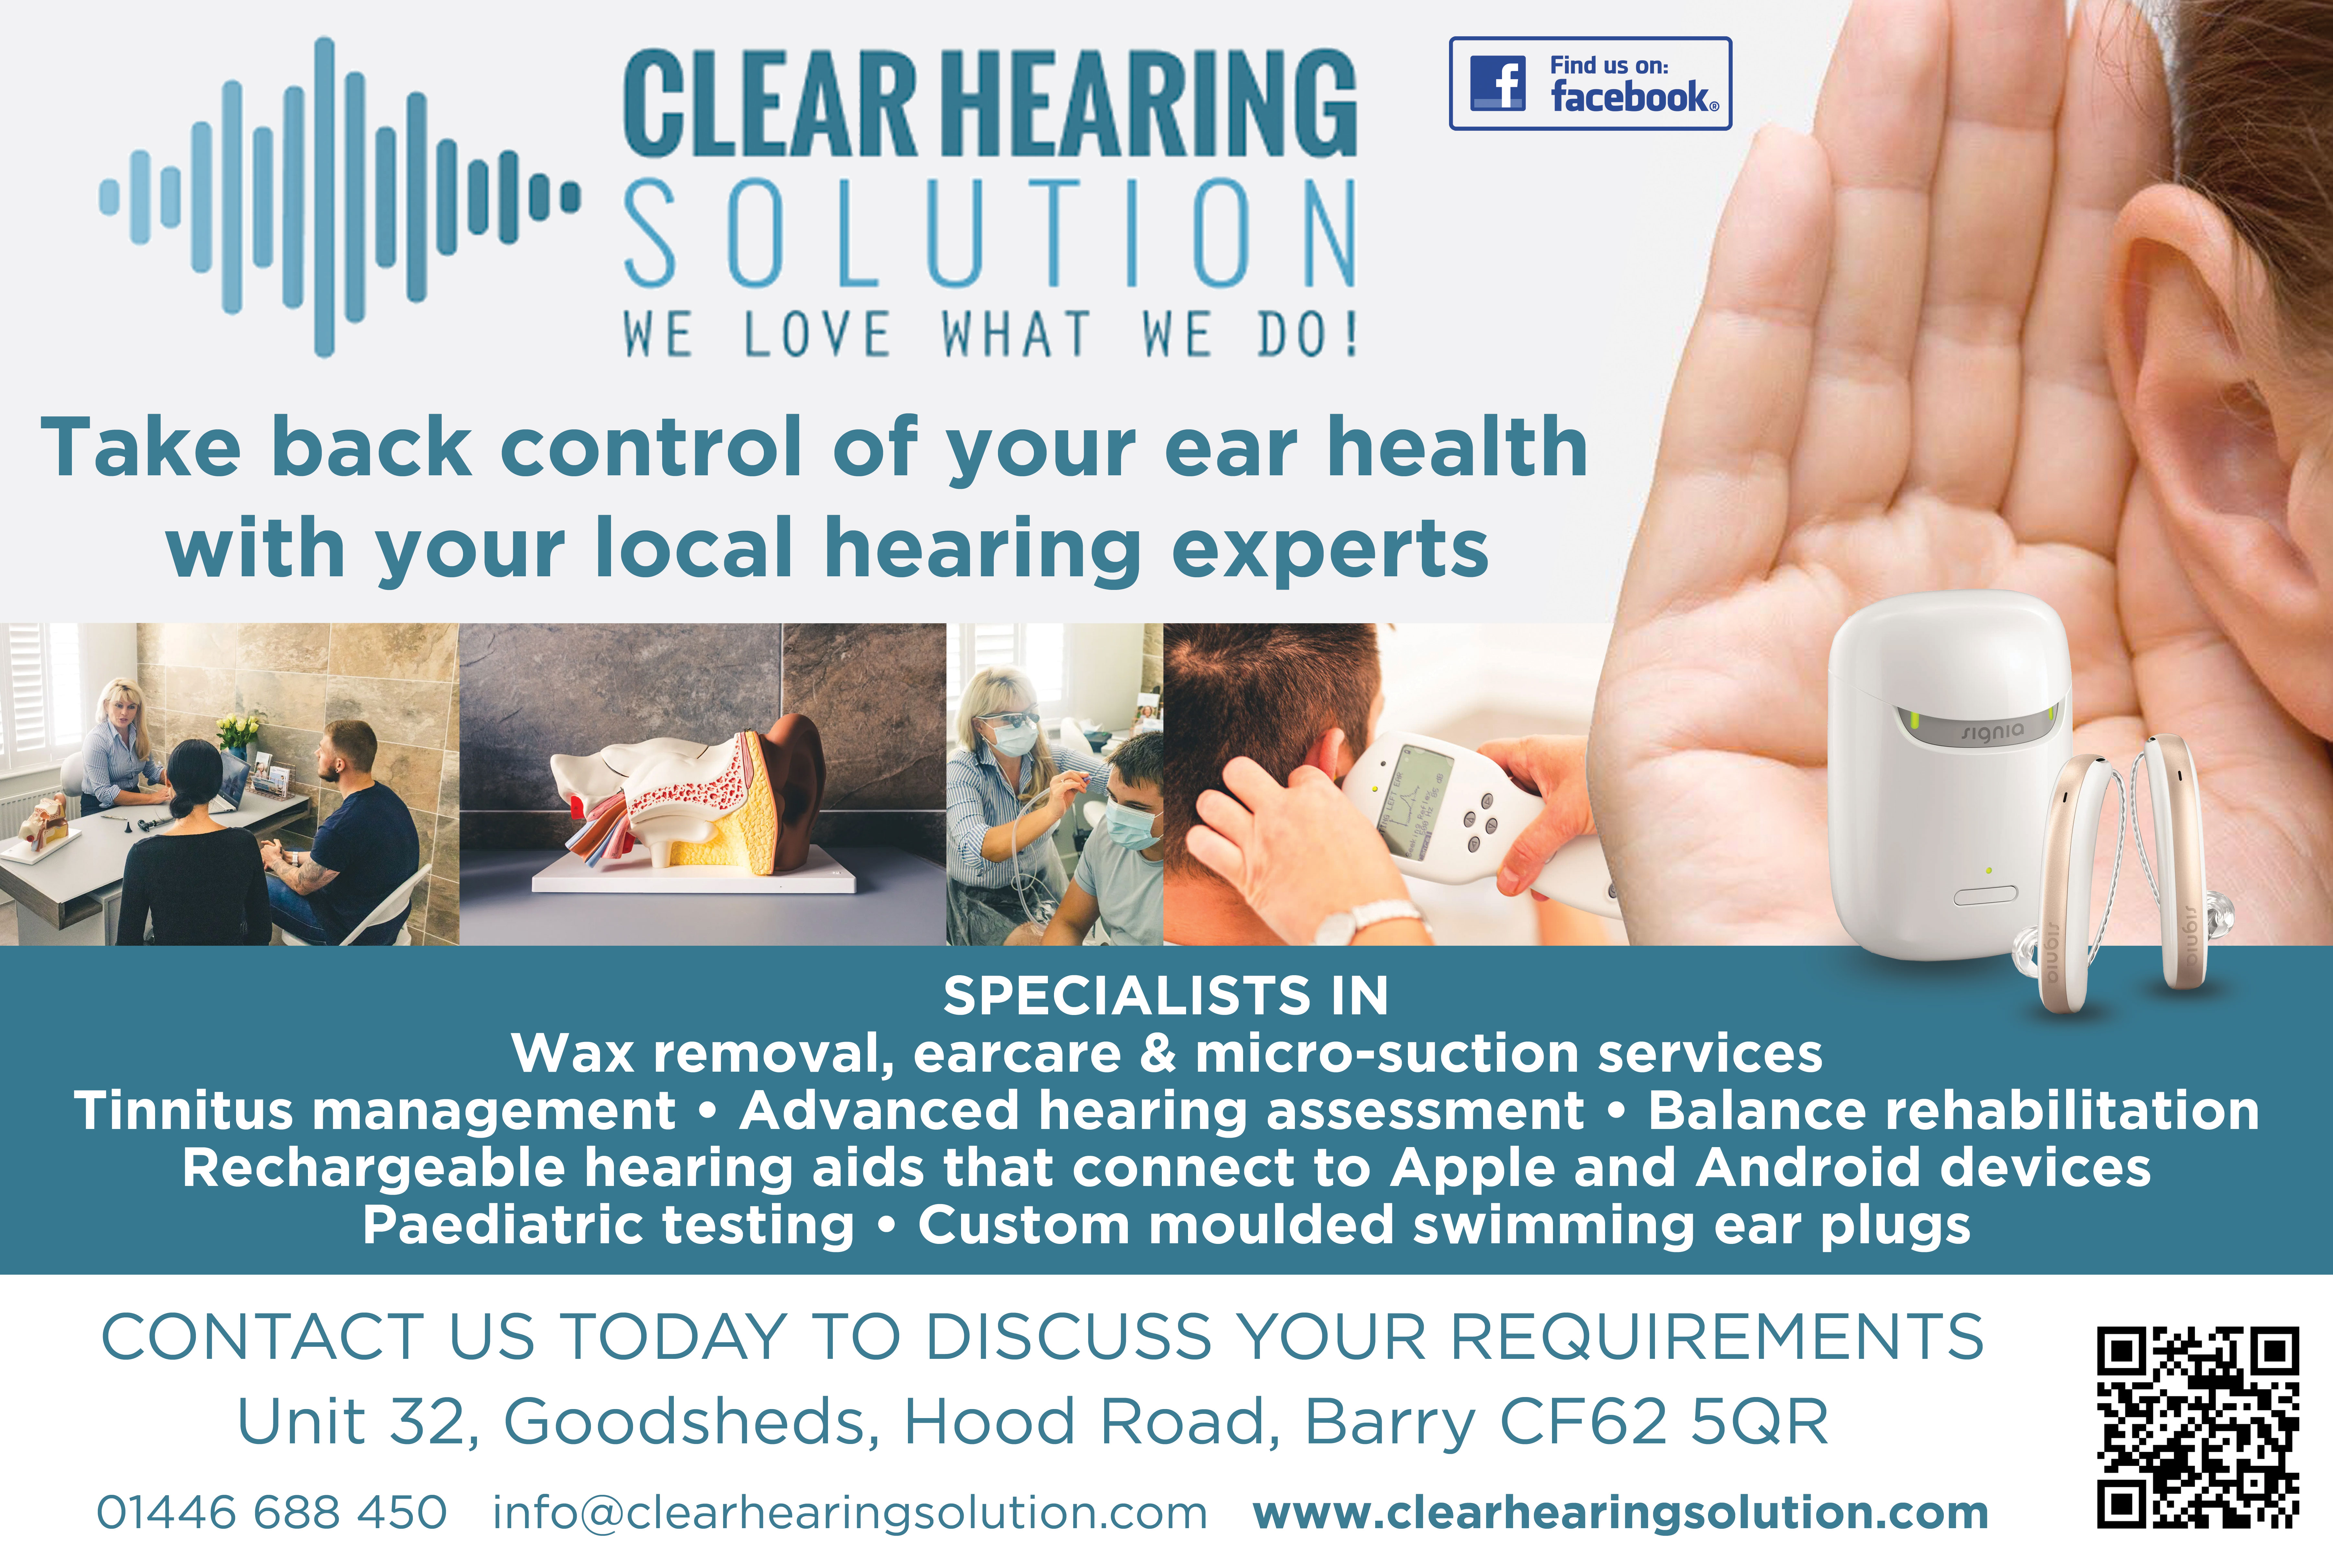 CLEAR HEARING
SOLUTION
WE LOVE WHAT WE DO!
Find us on:
facebook®
Take back control of your ear health
with your local hearing experts
signia
signia
signia
SPECIALISTS IN
Wax removal, earcare & micro-suction services
Tinnitus management • Advanced hearing assessment • Balance rehabilitation
Rechargeable hearing aids that connect to Apple and Android devices
Paediatric testing • Custom moulded swimming ear plugs
CONTACT US TODAY TO DISCUSS YOUR REQUIREMENTS
Unit 32, Goodsheds, Hood Road, Barry CF62 5QR
01446 688 450 info@clearhearingsolution.com www.clearhearingsolution.com